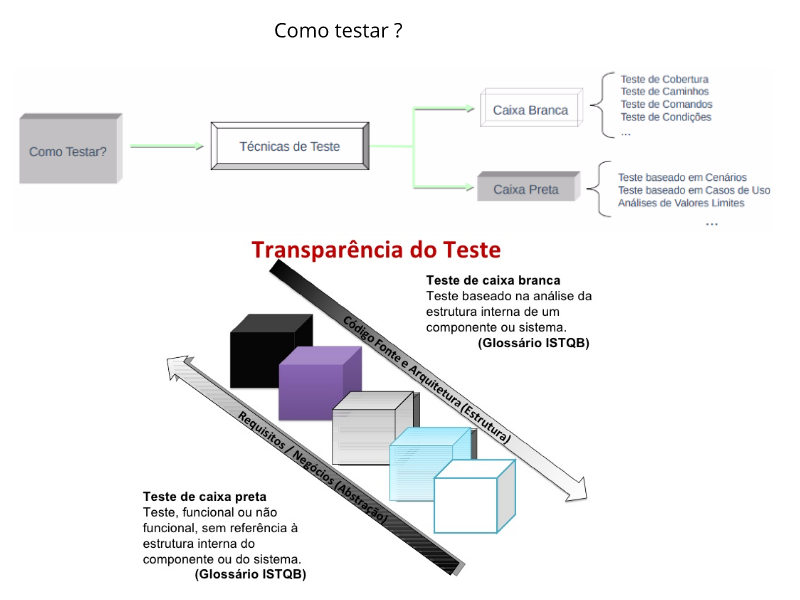 Como testar ?
Como Testar?
Técnicas de Teste
Caixa Branca
Teste de Cobertura
Teste de Caminhos
Teste de Comandos
Teste de Condições
...
Caixa Preta
Teste baseado em Cenários
Teste baseado em Casos de Uso
Análises de Valores Limites
...
Transparência do Teste
Teste de caixa branca
Teste baseado na análise da
estrutura interna de um
componente ou sistema.
(Glossário ISTQB)
Código Fonte e Arquitetura (Estrutura)
Requisitos / Negócios (Abstração)
Teste de caixa preta
Teste, funcional ou não
funcional, sem referência à
estrutura interna do
componente ou do sistema.
(Glossário ISTQB)